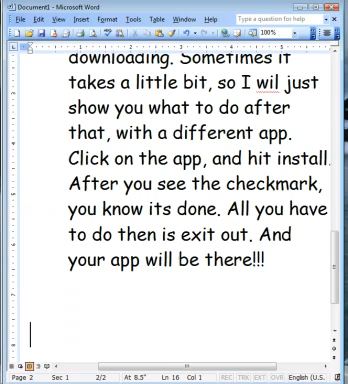 Document1 - Microsoft Word
File Edit View Insert Format Tools Table Window Help Type a question for help
100%
downloading. Sometimes it
takes a little bit, so I wil just
show you what to do after
that, with a different app.
Click on the app, and hit install.
After you see the checkmark,
you know its done. All you have
to do then is exit out. And
your app will be there!!!
Page 2 Sec 1 2/2 At 8.5" Ln 16 Col 1 REC TRK EXT OVR English (U.S.